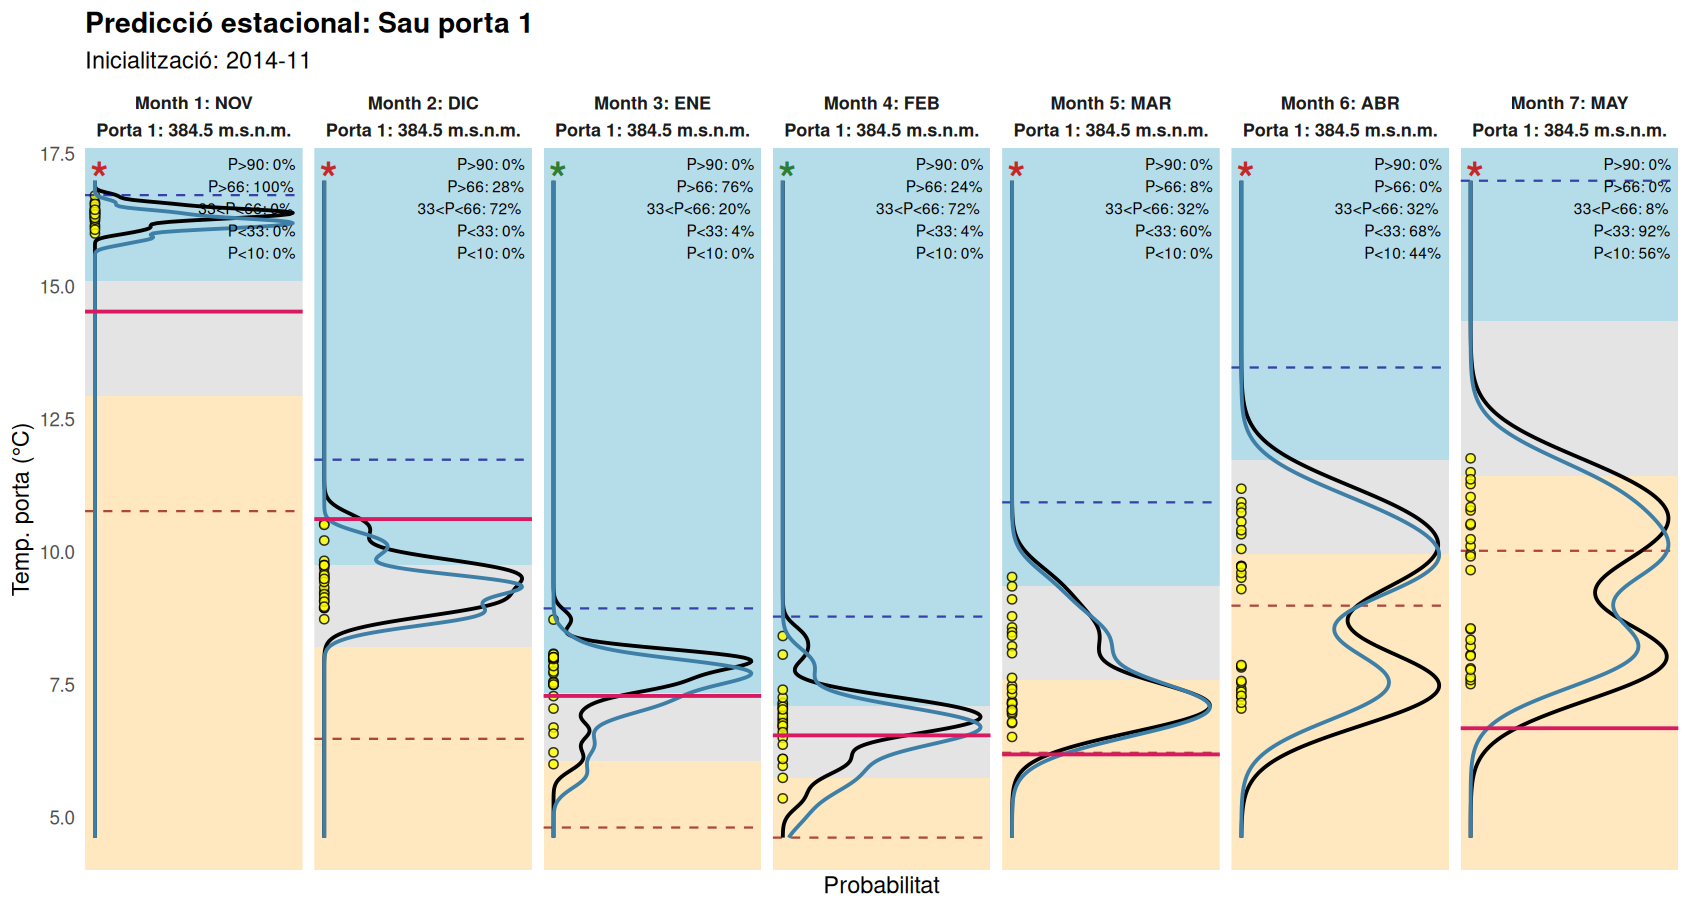 Predicció estacional: Sau porta 1
Inicialització: 2014-11
Month 1: NOV
Porta 1: 384.5 m.s.n.m.
Month 2: DIC
Porta 1: 384.5 m.s.n.m.
Month 3: ENE
Porta 1: 384.5 m.s.n.m.
Month 4: FEB
Porta 1: 384.5 m.s.n.m.
Month 5: MAR
Porta 1: 384.5 m.s.n.m.
Month 6: ABR
Porta 1: 384.5 m.s.n.m.
Month 7: MAY
Porta 1: 384.5 m.s.n.m.
Temp. porta (°C)
17.5
15.0
12.5
10.0
7.5
5.0
*
P>90: 0%
P>66: 100%
33<P<66: 0%
P<33: 0%
P<10: 0%
*
P>90: 0%
P>66: 28%
33<P<66: 72%
P<33: 0%
P<10: 0%
*
P>90: 0%
P>66: 76%
33<P<66: 20%
P<33: 4%
P<10: 0%
*
P>90: 0%
P>66: 24%
33<P<66: 72%
P<33: 4%
P<10: 0%
*
P>90: 0%
P>66: 8%
33<P<66: 32%
P<33: 60%
P<10: 0%
*
P>90: 0%
P>66: 0%
33<P<66: 32%
P<33: 68%
P<10: 44%
*
P>90: 0%
P>66: 0%
33<P<66: 8%
P<33: 92%
P<10: 56%
Probabilitat